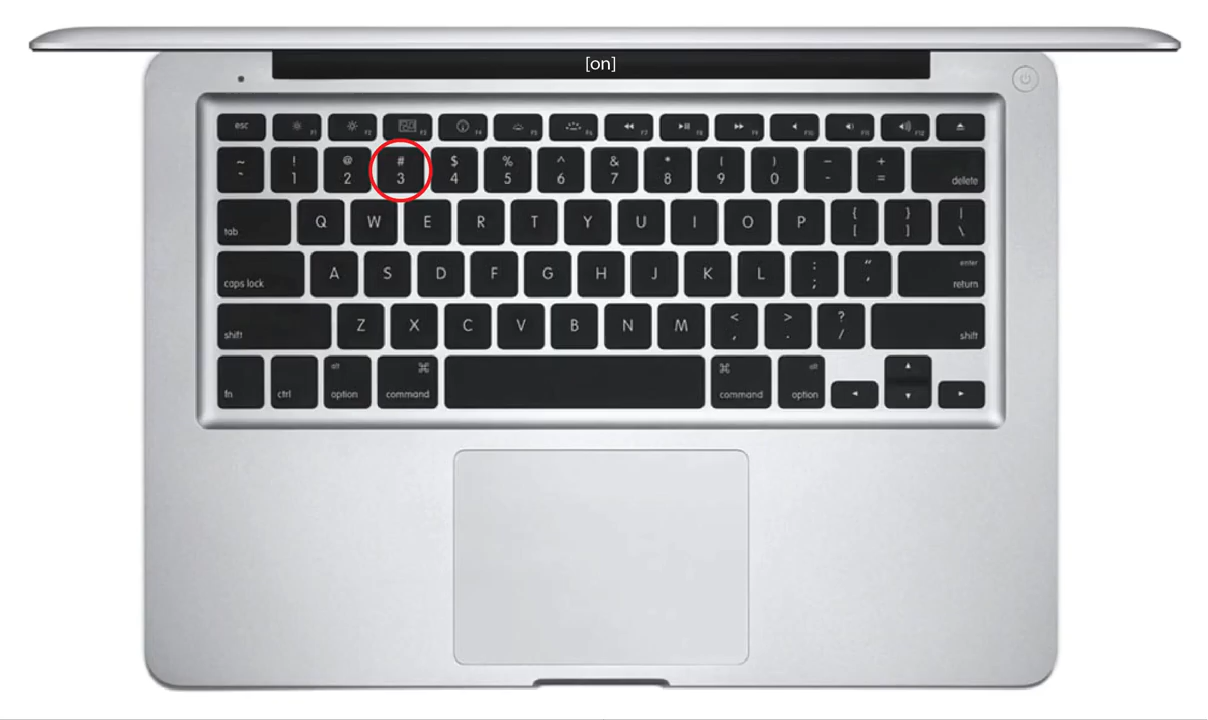 [on]
esc F1 F2 F3 F4 F5 F6 F7 F8 F9 F10 F11 F12
~ ! @ # $ % ^ & * ( ) – +
` 1 2 3 4 5 6 7 8 9 0 - = delete
tab Q W E R T Y U I O P { [ } ] | \
caps lock A S D F G H J K L : ; " ' enter return
shift Z X C V B N M < , > . ? / shift
fn ctrl alt option ⌘ command ⌘ command alt option